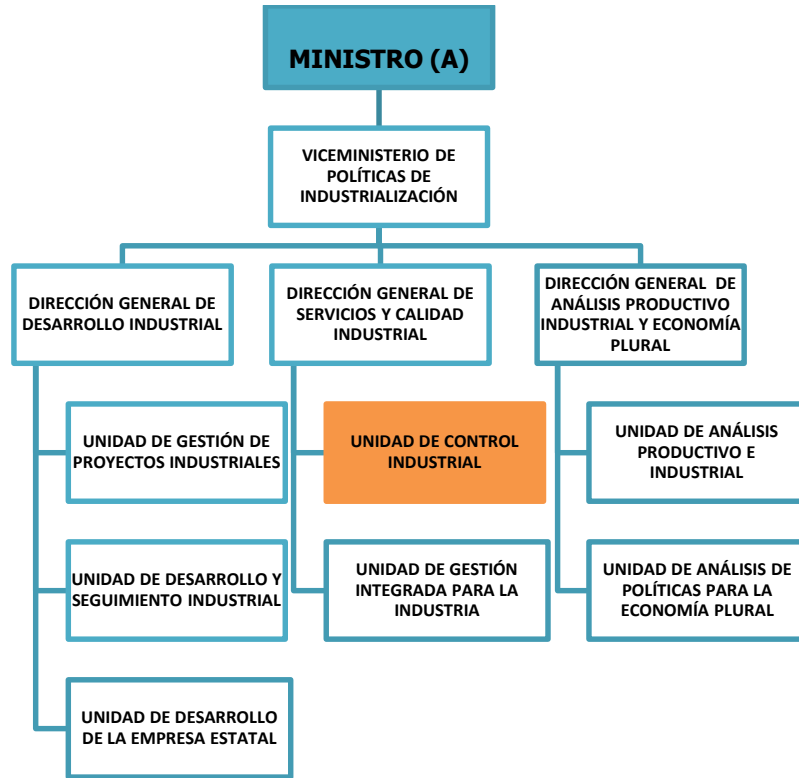 MINISTRO (A)
VICEMINISTERIO DE
POLÍTICAS DE
INDUSTRIALIZACIÓN
DIRECCIÓN GENERAL DE
DESARROLLO INDUSTRIAL
DIRECCIÓN GENERAL DE
SERVICIOS Y CALIDAD
INDUSTRIAL
DIRECCIÓN GENERAL DE
ANÁLISIS PRODUCTIVO
INDUSTRIAL Y ECONOMÍA
PLURAL
UNIDAD DE GESTIÓN DE
PROYECTOS INDUSTRIALES
UNIDAD DE CONTROL
INDUSTRIAL
UNIDAD DE ANÁLISIS
PRODUCTIVO E
INDUSTRIAL
UNIDAD DE DESARROLLO Y
SEGUIMIENTO INDUSTRIAL
UNIDAD DE GESTIÓN
INTEGRADA PARA LA
INDUSTRIA
UNIDAD DE ANÁLISIS DE
POLÍTICAS PARA LA
ECONOMÍA PLURAL
UNIDAD DE DESARROLLO
DE LA EMPRESA ESTATAL